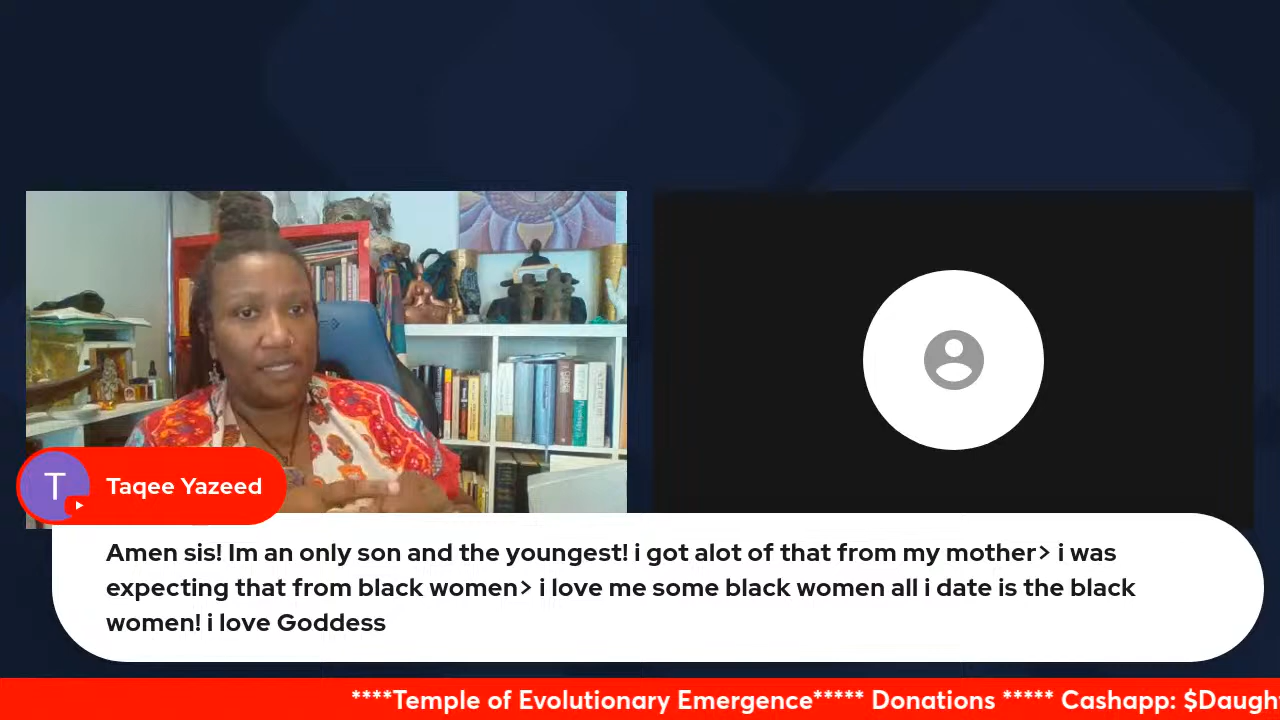 T
Taqee Yazeed
Amen sis! Im an only son and the youngest! i got alot of that from my mother> i was
expecting that from black women> i love me some black women all i date is the black
women! i love Goddess
****Temple of Evolutionary Emergence***** Donations ***** Cashapp: $Daugh